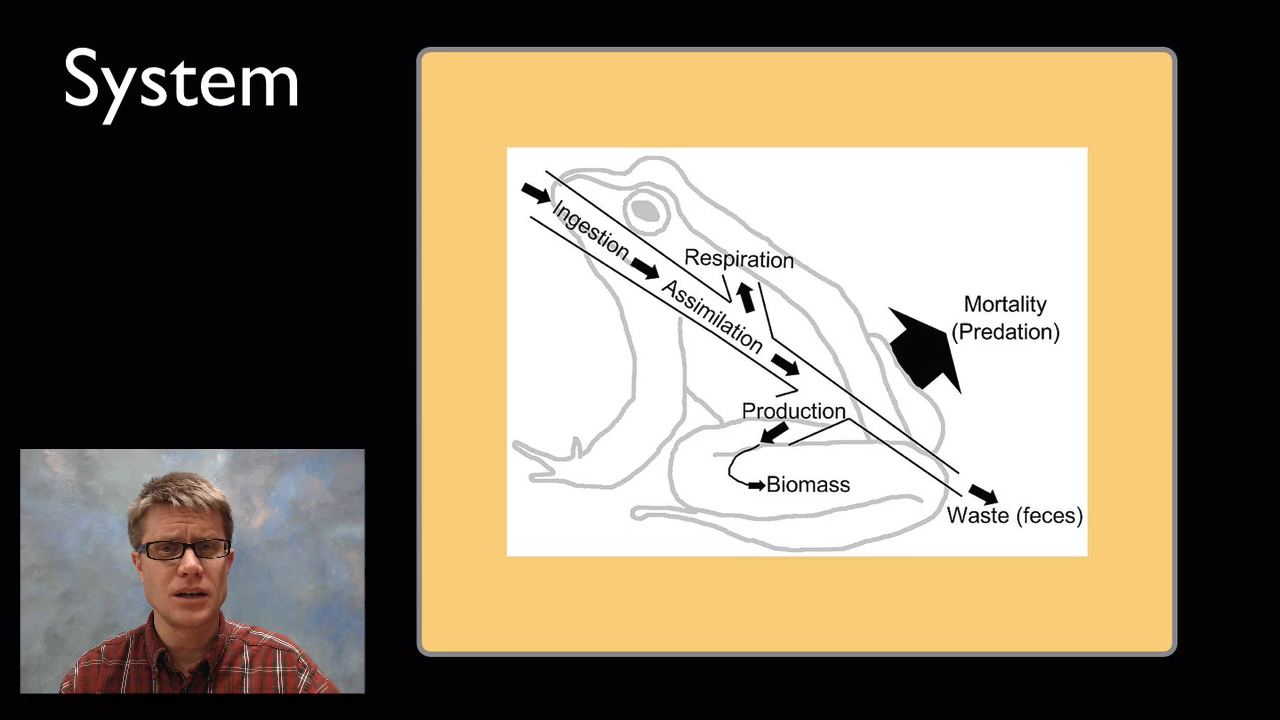 System
Ingestion
Respiration
Assimilation
Mortality
(Predation)
Production
Biomass
Waste (feces)